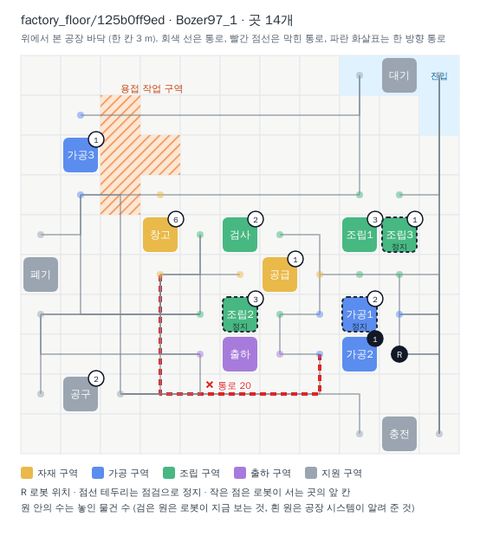 factory_floor/125b0ff9ed · Bozer97_1 · 곳 14개
위에서 본 공장 바닥 (한 칸 3 m). 회색 선은 통로, 빨간 점선은 막힌 통로, 파란 화살표는 한 방향 통로
용접 작업 구역
대기
진입
1
가공3
6
창고
2
검사
3
조립1
1
조립3
정지
폐기
1
공급
3
조립2
정지
2
가공1
정지
출하
1
가공2
R
2
공구
✖ 통로 20
충전
자재 구역
가공 구역
조립 구역
출하 구역
지원 구역
R 로봇 위치 · 점선 테두리는 점검으로 정지 · 작은 점은 로봇이 서는 곳의 앞 칸
원 안의 수는 놓인 물건 수 (검은 원은 로봇이 지금 보는 것, 흰 원은 공장 시스템이 알려 준 것)